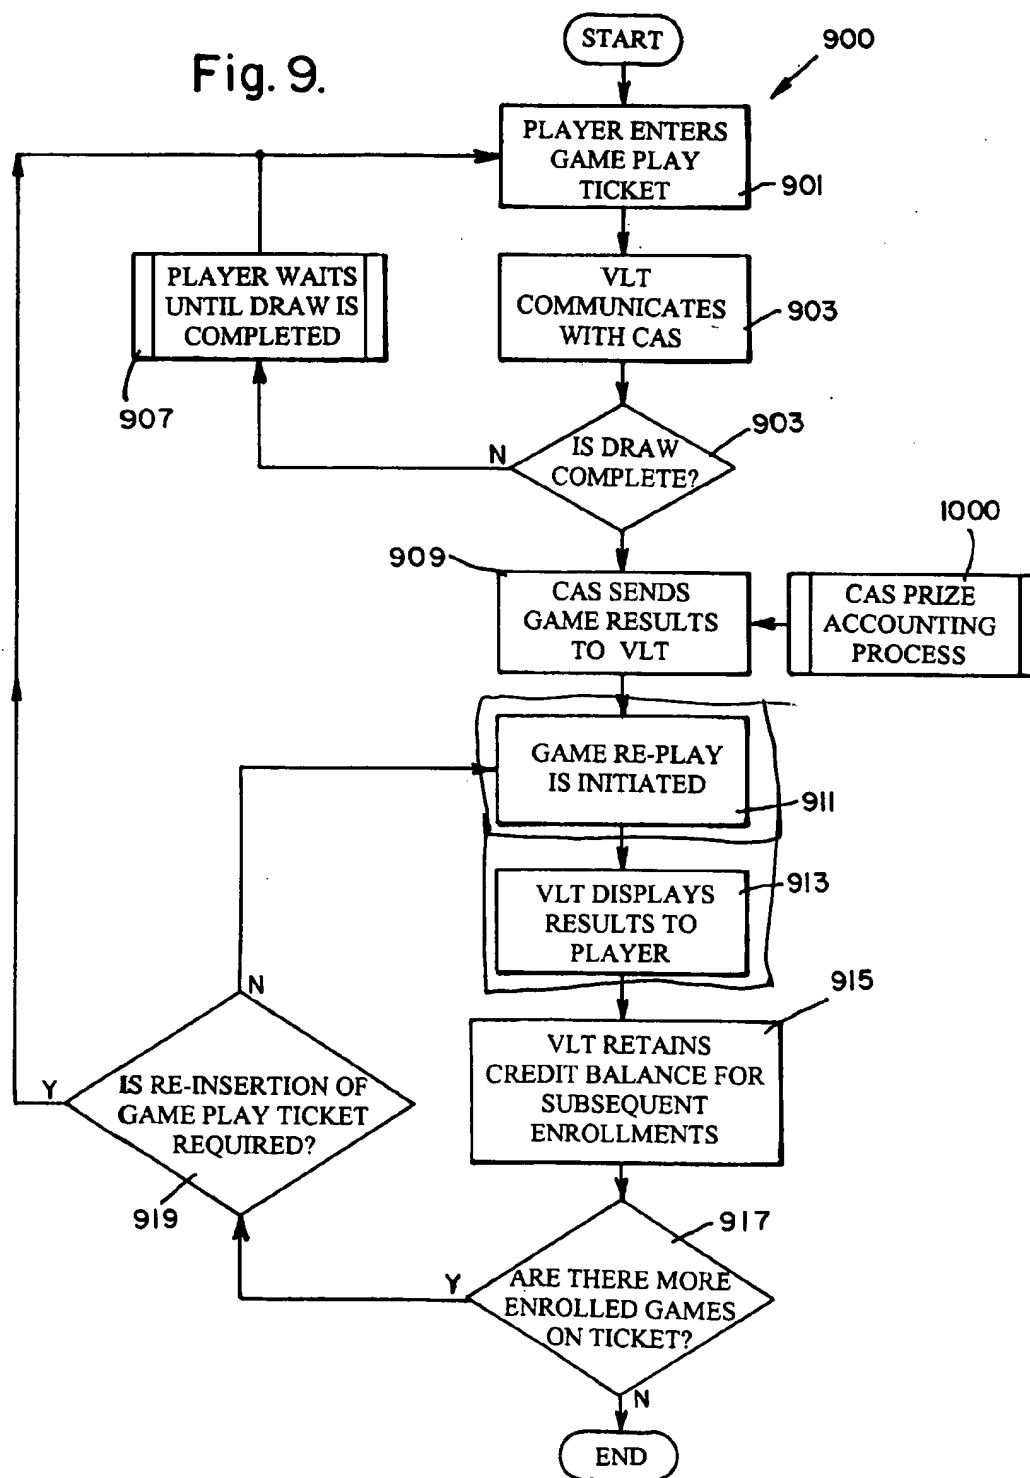 Fig. 9.
START
900
PLAYER ENTERS
GAME PLAY
TICKET
901
PLAYER WAITS
UNTIL DRAW IS
COMPLETED
907
VLT
COMMUNICATES
WITH CAS
903
IS DRAW
COMPLETE?
903
N
909
CAS SENDS
GAME RESULTS
TO VLT
1000
CAS PRIZE
ACCOUNTING
PROCESS
GAME RE-PLAY
IS INITIATED
911
VLT DISPLAYS
RESULTS TO
PLAYER
913
915
VLT RETAINS
CREDIT BALANCE FOR
SUBSEQUENT
ENROLLMENTS
N
Y
IS RE-INSERTION OF
GAME PLAY TICKET
REQUIRED?
919
917
Y
ARE THERE MORE
ENROLLED GAMES
ON TICKET?
N
END